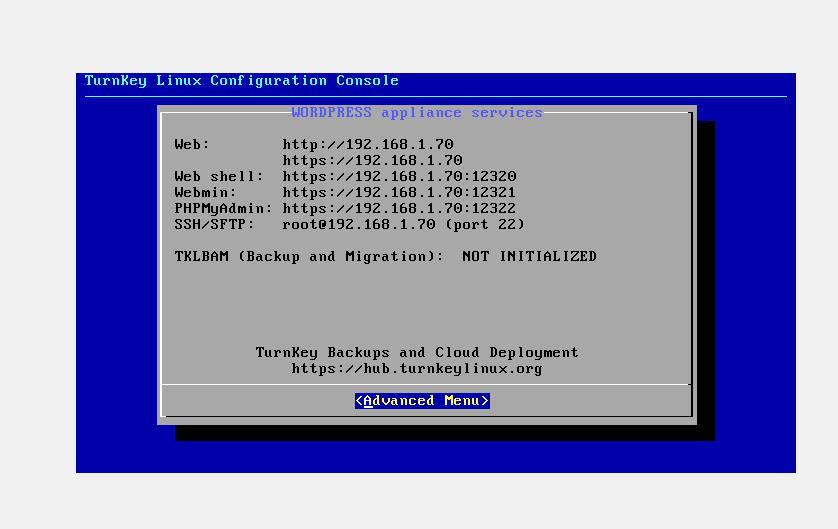 TurnKey Linux Configuration Console
WORDPRESS appliance services
Web: http://192.168.1.70
https://192.168.1.70
Web shell: https://192.168.1.70:12320
Webmin: https://192.168.1.70:12321
PHPMyAdmin: https://192.168.1.70:12322
SSH/SFTP: root@192.168.1.70 (port 22)
TKLBAM (Backup and Migration): NOT INITIALIZED
TurnKey Backups and Cloud Deployment
https://hub.turnkeylinux.org
<Advanced Menu>